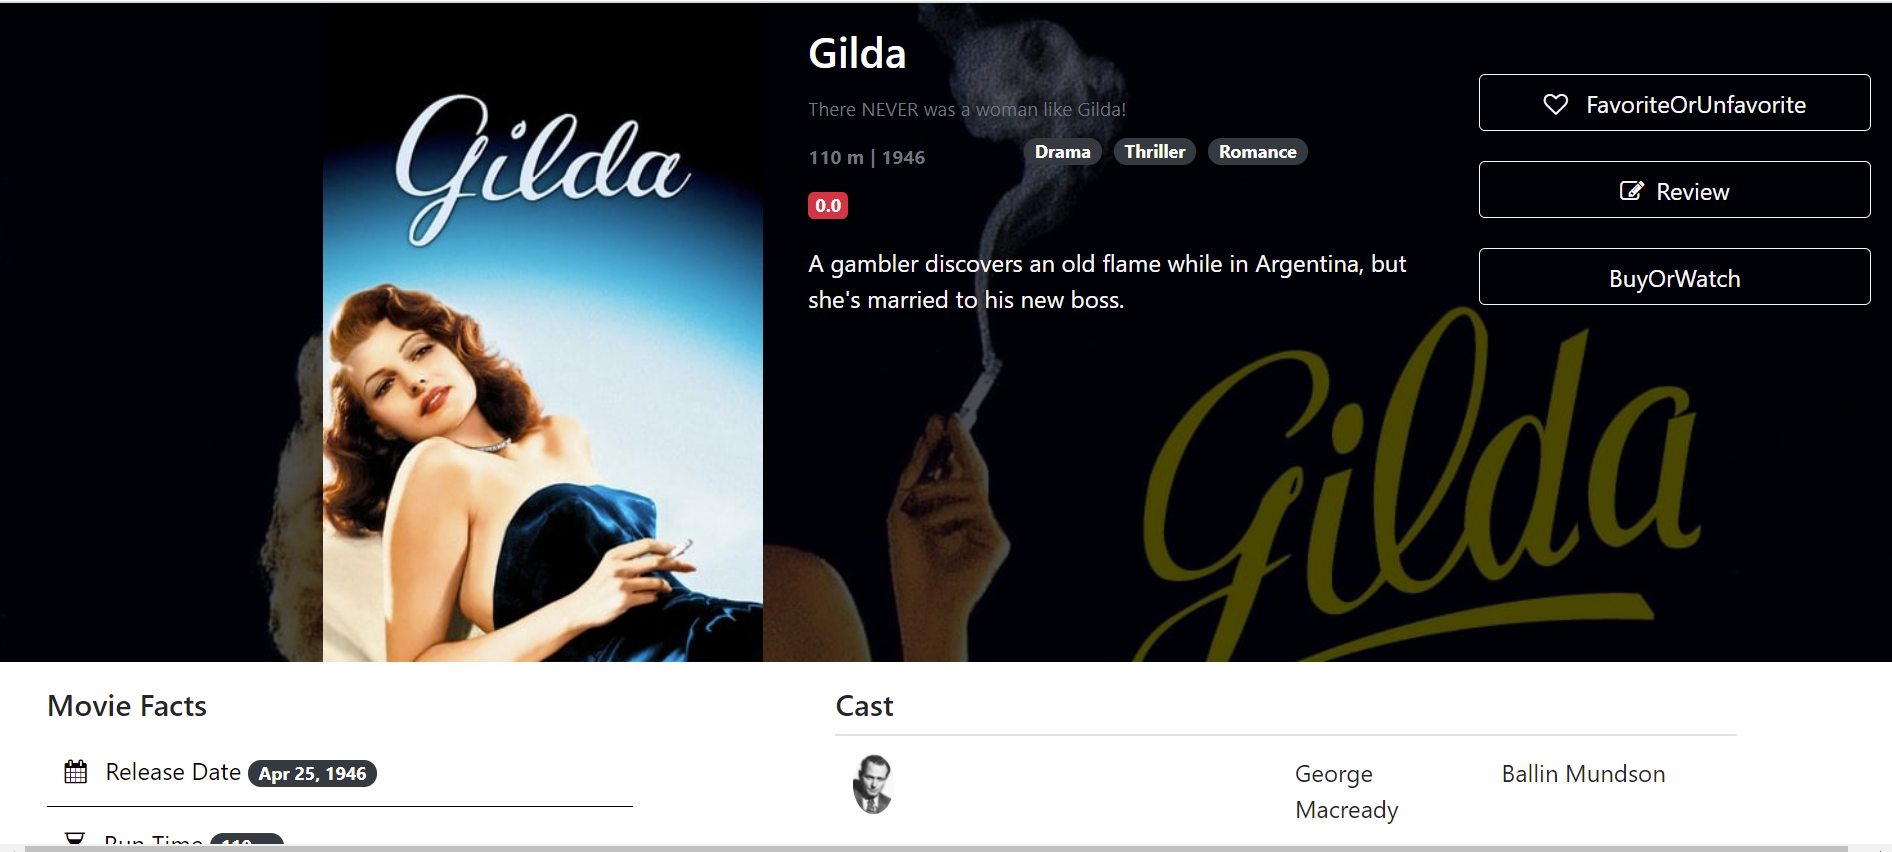 Gilda
Gilda
There NEVER was a woman like Gilda!
110 m | 1946
Drama
Thriller
Romance
0.0
A gambler discovers an old flame while in Argentina, but
she's married to his new boss.
FavoriteOrUnfavorite
Review
BuyOrWatch
Gilda
Movie Facts
Release Date Apr 25, 1946
Run Time
Cast
George
Macready
Ballin Mundson